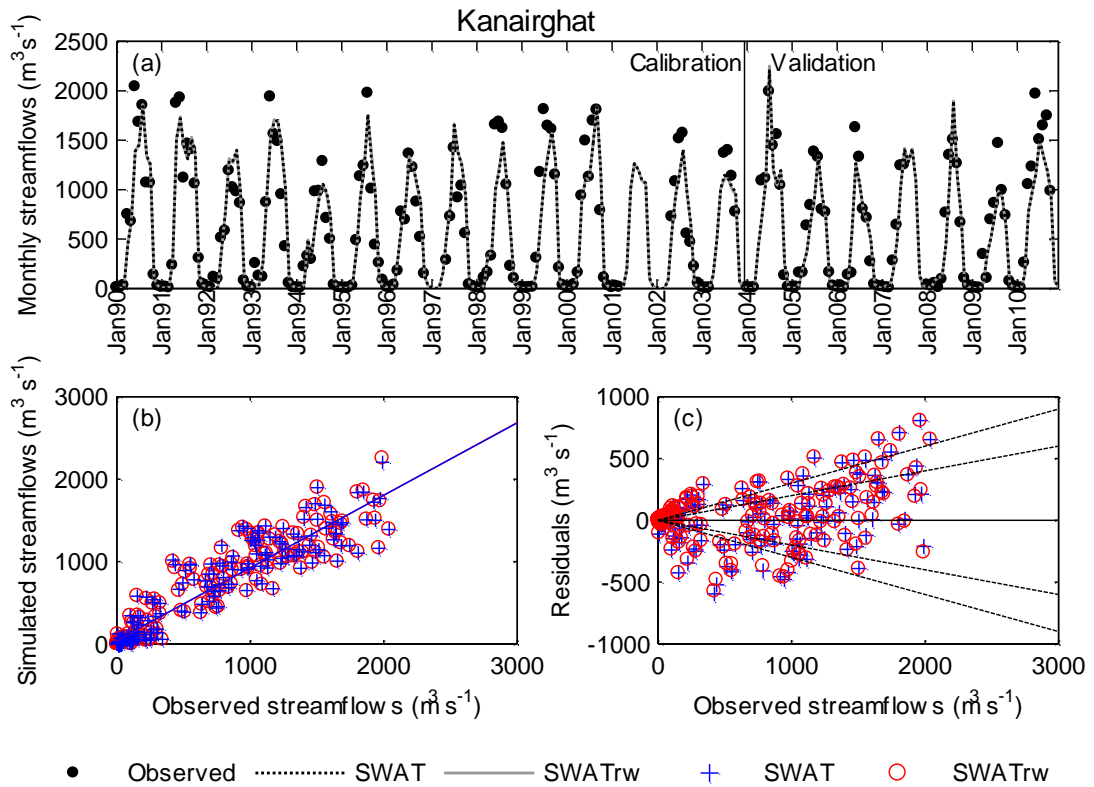 Kanairghat
Monthly streamflows (m³ s⁻¹)
2500
2000
1500
1000
500
0
(a)
Calibration
Validation
Jan90
Jan91
Jan92
Jan93
Jan94
Jan95
Jan96
Jan97
Jan98
Jan99
Jan00
Jan01
Jan02
Jan03
Jan04
Jan05
Jan06
Jan07
Jan08
Jan09
Jan10
Simulated streamflows (m³ s⁻¹)
3000
2000
1000
0
(b)
0
1000
2000
3000
Observed streamflows (m³ s⁻¹)
Residuals (m³ s⁻¹)
1000
500
0
-500
-1000
(c)
0
1000
2000
3000
Observed streamflows (m³ s⁻¹)
Observed SWAT SWATrw SWAT SWATrw